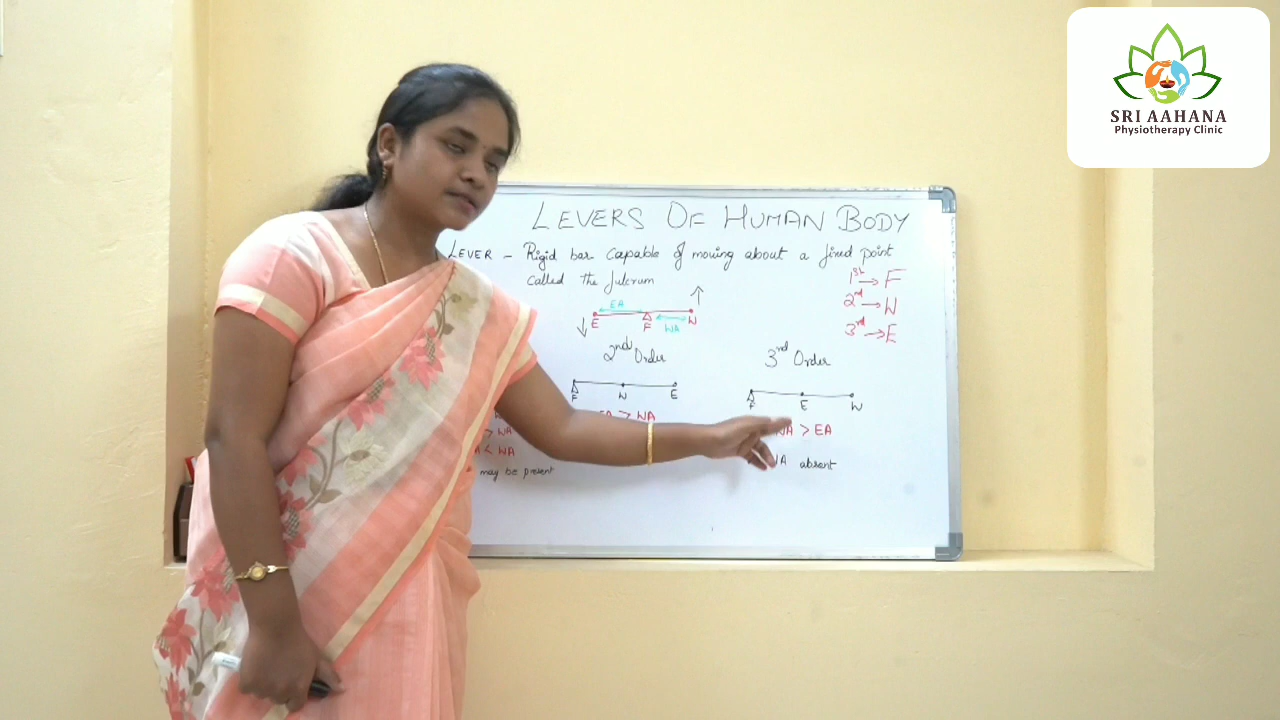 SRI AAHANA
Physiotherapy Clinic
LEVERS OF HUMAN BODY
LEVER – Rigid bar capable of moving about a fixed point
called the fulcrum
1st → F
2nd → W
3rd → E
EA
E F W
WA
2nd Order
F W E
EA > WA
3rd Order
F E W
WA > EA
absent
> WA
< WA
may be present